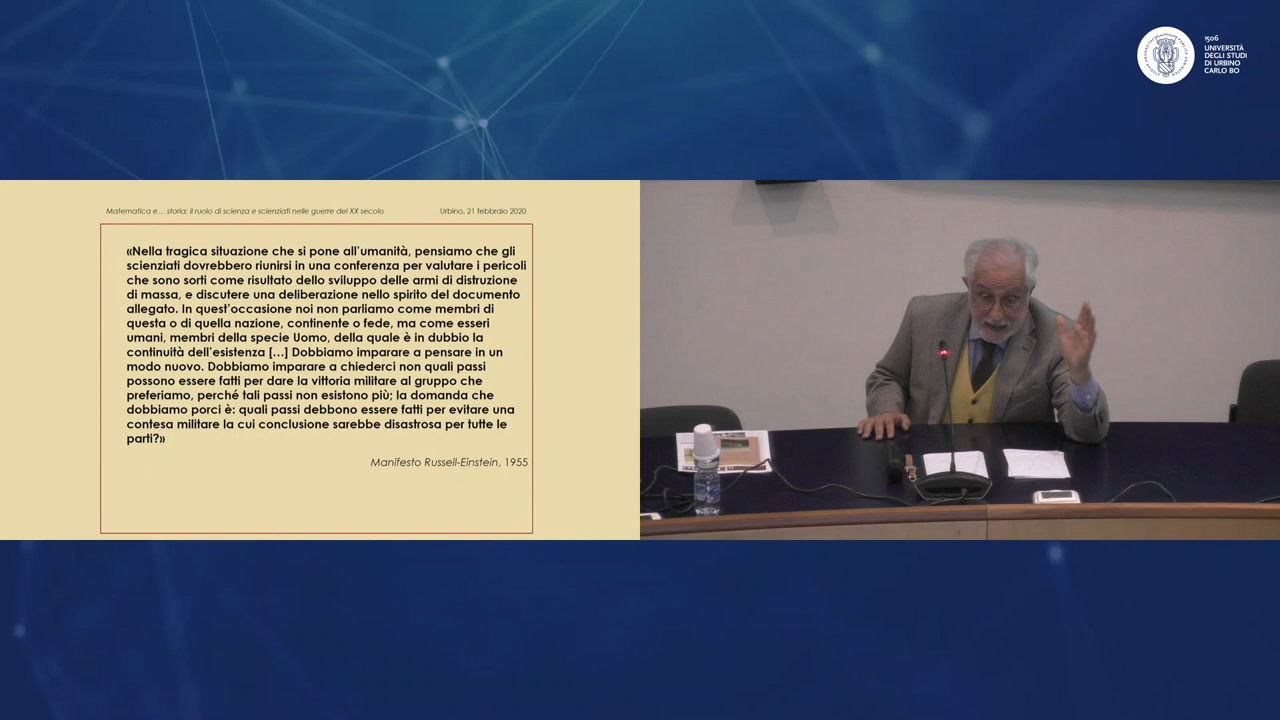 1506
UNIVERSITÀ
DEGLI STUDI
DI URBINO
CARLO BO
Matematica e... storia: il ruolo di scienza e scienziati nelle guerre del XX secolo
Urbino, 21 febbraio 2020
«Nella tragica situazione che si pone all'umanità, pensiamo che gli
scienziati dovrebbero riunirsi in una conferenza per valutare i pericoli
che sono sorti come risultato dello sviluppo delle armi di distruzione
di massa, e discutere una deliberazione nello spirito del documento
allegato. In quest'occasione noi non parliamo come membri di
questa o di quella nazione, continente o fede, ma come esseri
umani, membri della specie Uomo, della quale è in dubbio la
continuità dell'esistenza [...] Dobbiamo imparare a pensare in un
modo nuovo. Dobbiamo imparare a chiederci non quali passi
possono essere fatti per dare la vittoria militare al gruppo che
preferiamo, perché tali passi non esistono più; la domanda che
dobbiamo porci è: quali passi debbono essere fatti per evitare una
contesa militare la cui conclusione sarebbe disastrosa per tutte le
parti?»
Manifesto Russell-Einstein, 1955